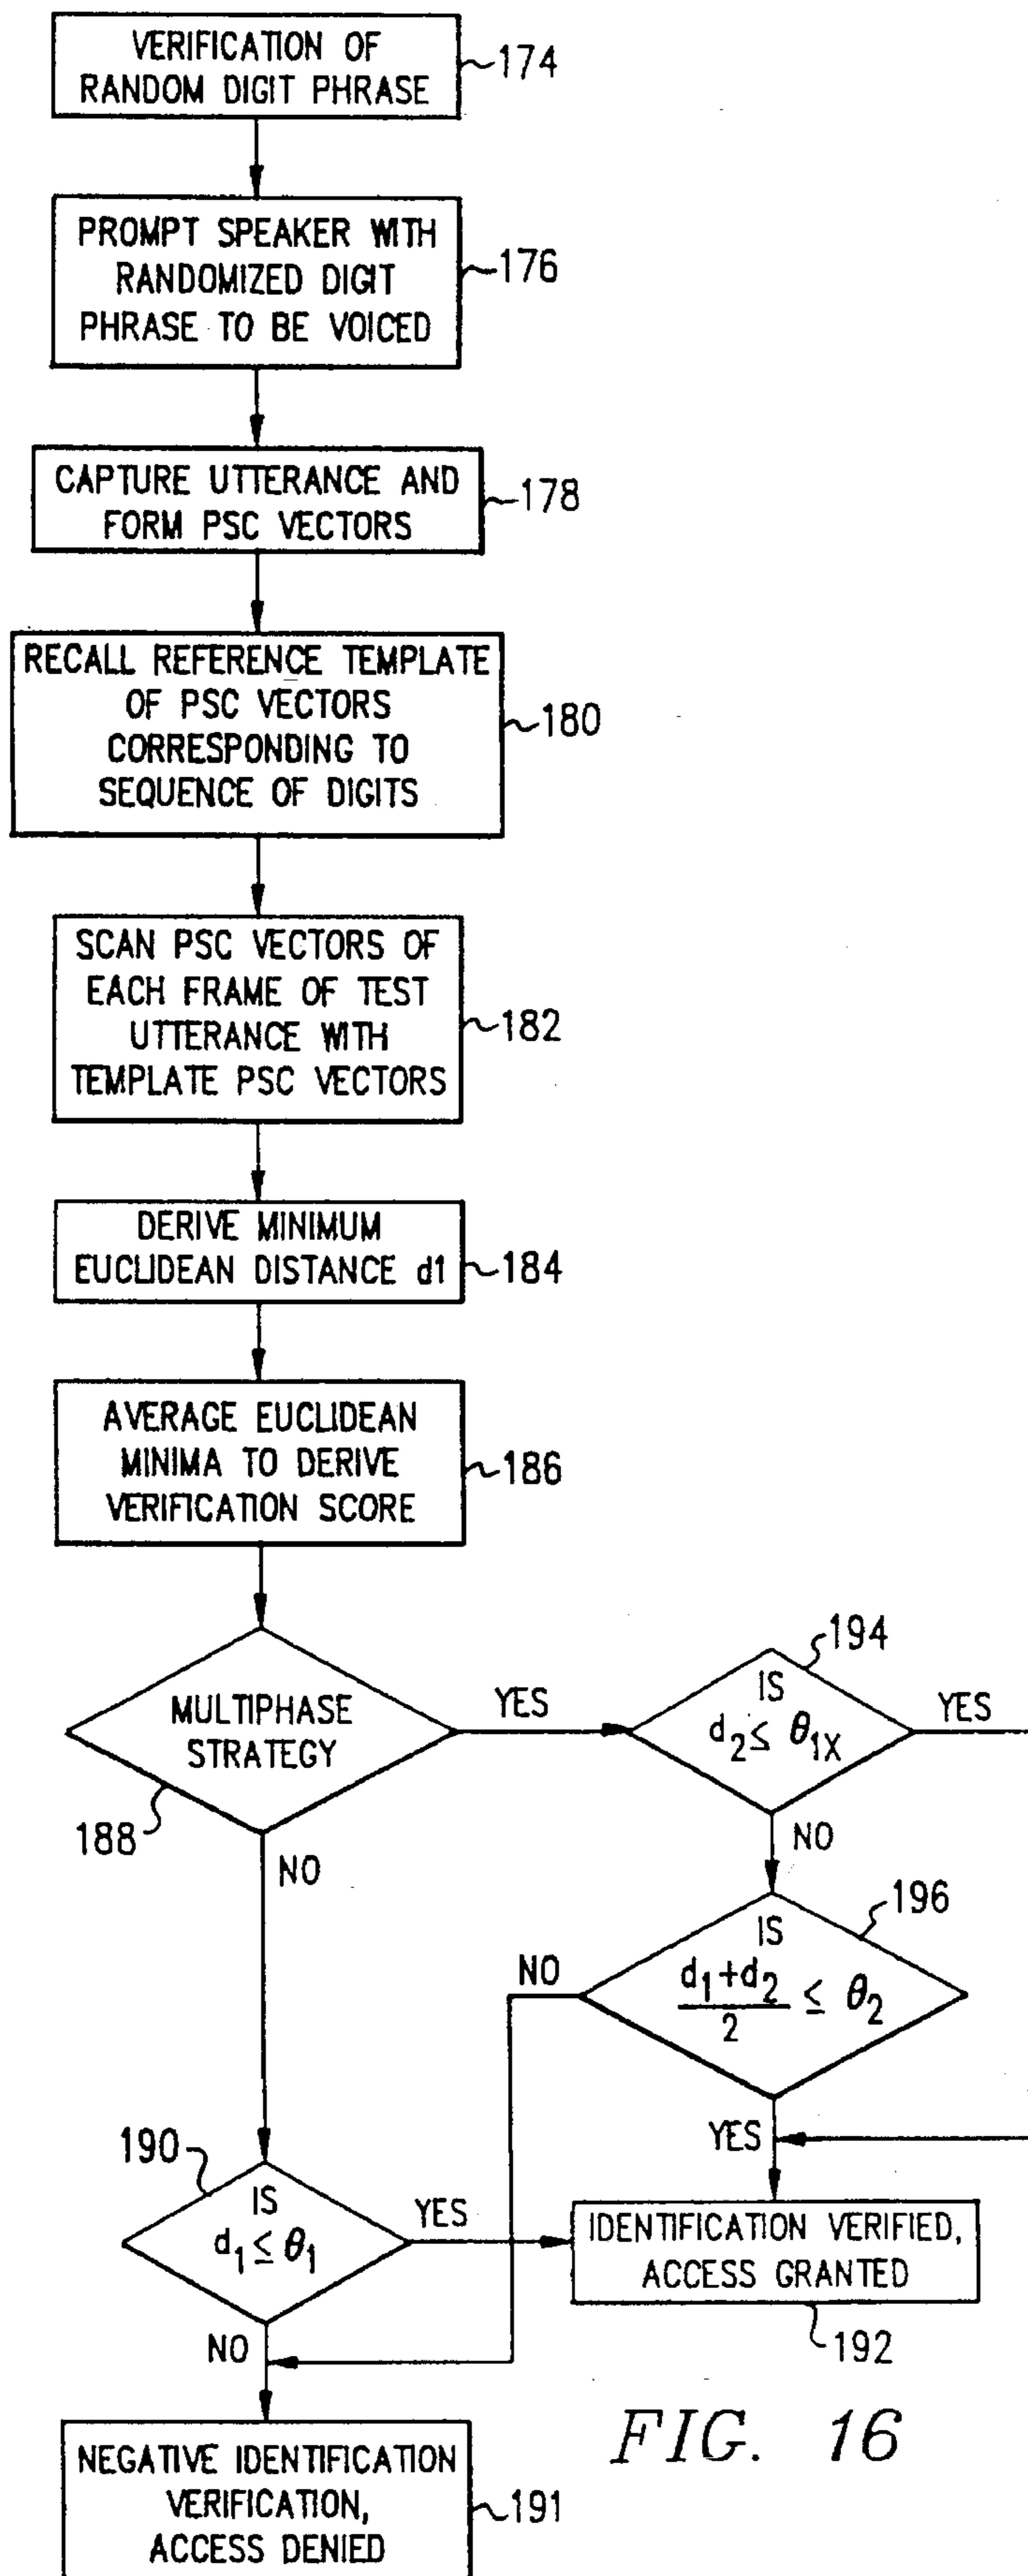 VERIFICATION OF
RANDOM DIGIT PHRASE
174
PROMPT SPEAKER WITH
RANDOMIZED DIGIT
PHRASE TO BE VOICED
176
CAPTURE UTTERANCE AND
FORM PSC VECTORS
178
RECALL REFERENCE TEMPLATE
OF PSC VECTORS
CORRESPONDING TO
SEQUENCE OF DIGITS
180
SCAN PSC VECTORS OF
EACH FRAME OF TEST
UTTERANCE WITH
TEMPLATE PSC VECTORS
182
DERIVE MINIMUM
EUCLIDEAN DISTANCE d1
184
AVERAGE EUCLIDEAN
MINIMA TO DERIVE
VERIFICATION SCORE
186
MULTIPHASE
STRATEGY
188
YES
NO
194
IS
d₂ ≤ θ₁ₓ
YES
NO
196
IS
(d₁+d₂)/2 ≤ θ₂
NO
YES
190
IS
d₁ ≤ θ₁
YES
NO
IDENTIFICATION VERIFIED,
ACCESS GRANTED
192
NEGATIVE IDENTIFICATION
VERIFICATION,
ACCESS DENIED
191
FIG. 16